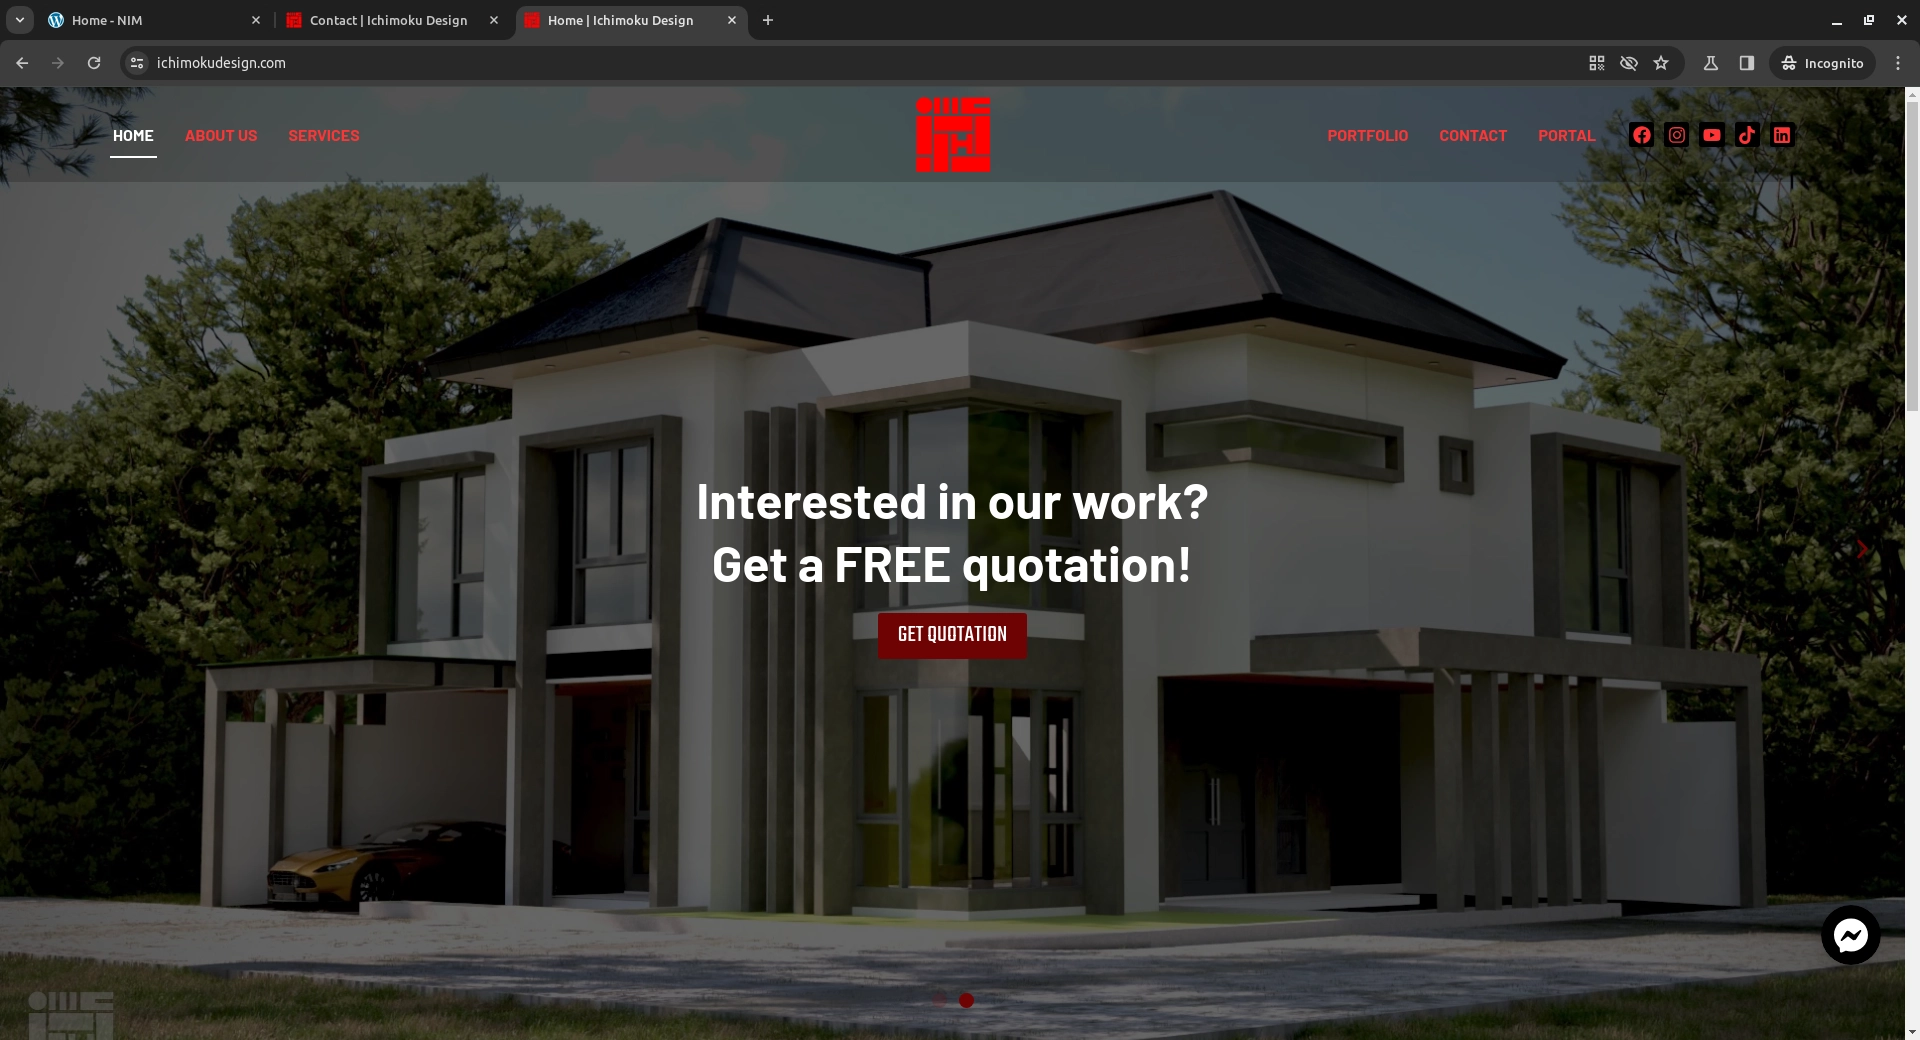 Home - NIM
Contact | Ichimoku Design
Home | Ichimoku Design
ichimokudesign.com
Incognito
HOME
ABOUT US
SERVICES
PORTFOLIO
CONTACT
PORTAL
Interested in our work?
Get a FREE quotation!
GET QUOTATION